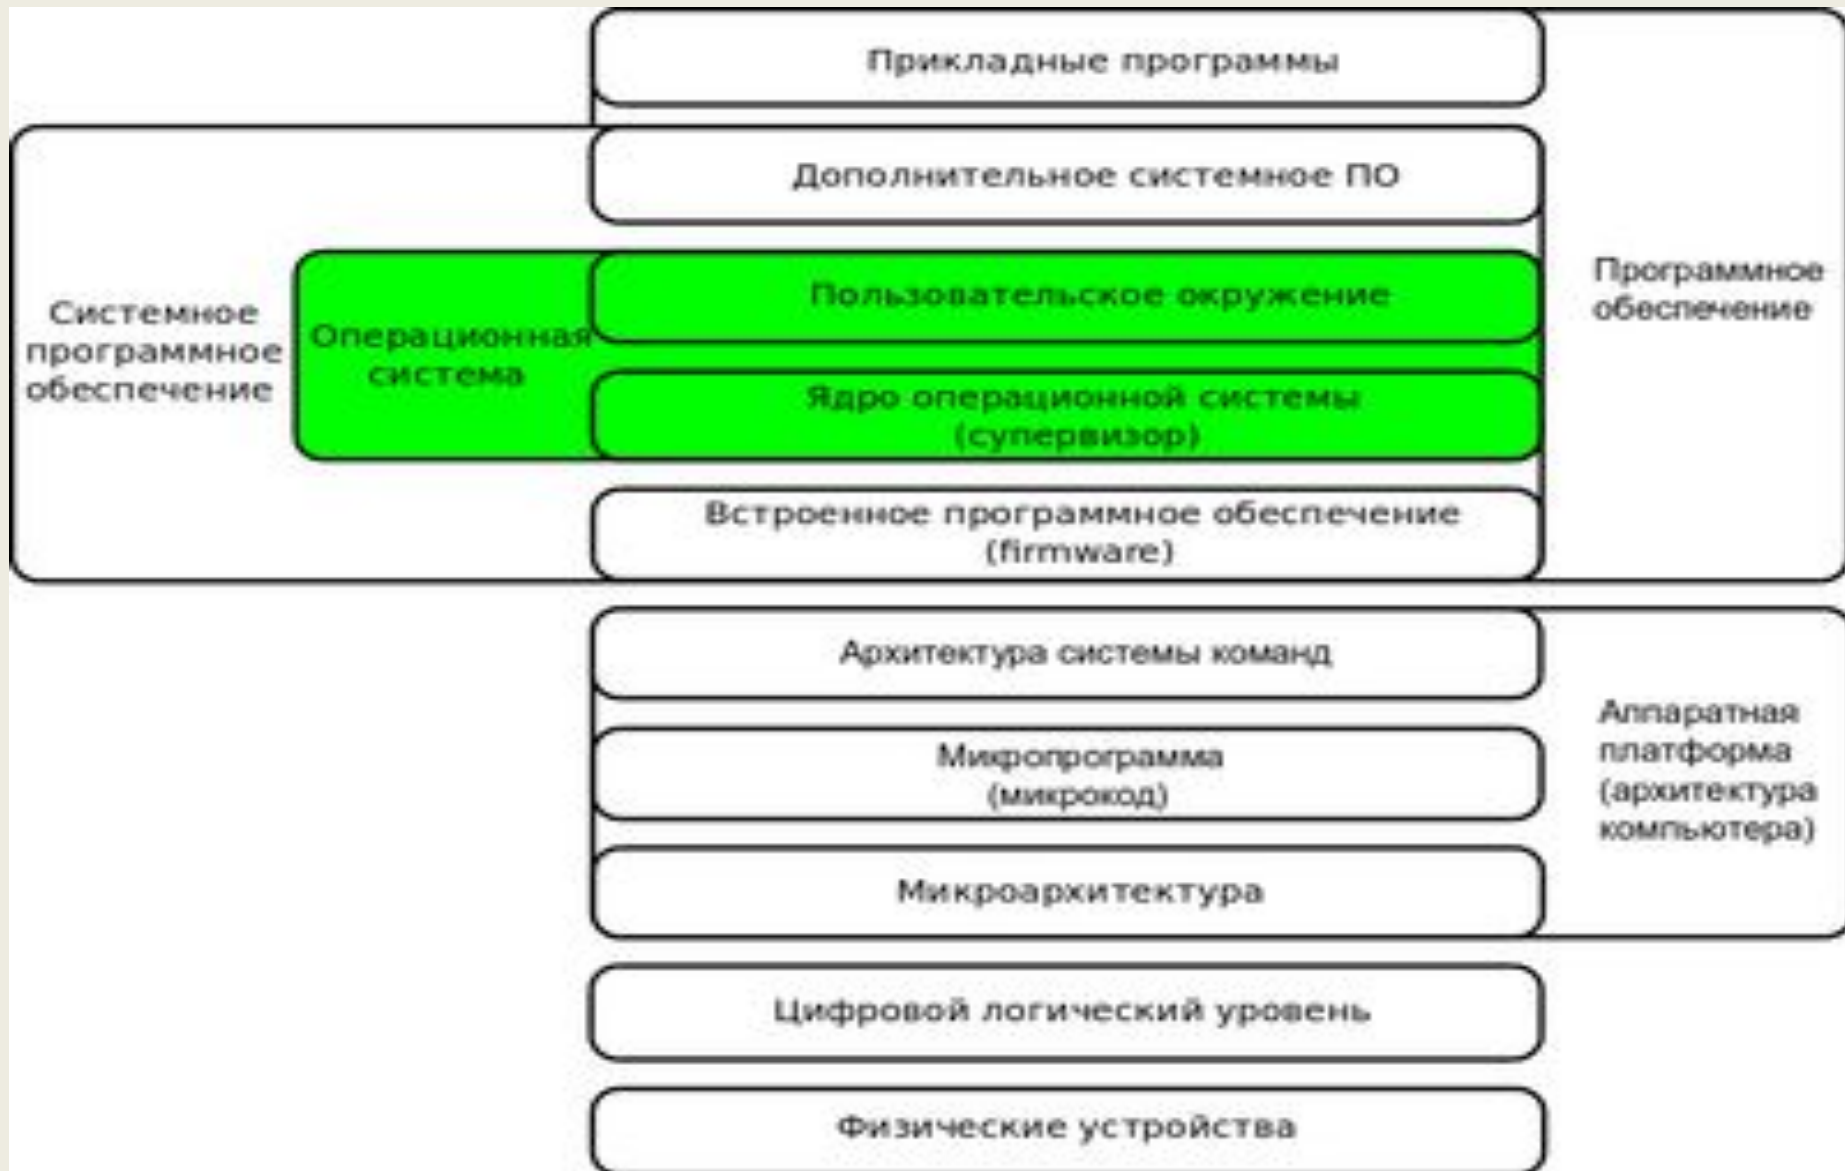 Прикладные программы
Дополнительное системное ПО
Пользовательское окружение
Программное
обеспечение
Системное
программное
обеспечение
Операционная
система
Ядро операционной системы
(супервизор)
Встроенное программное обеспечение
(firmware)
Архитектура системы команд
Микропрограмма
(микрокод)
Аппаратная
платформа
(архитектура
компьютера)
Микроархитектура
Цифровой логический уровень
Физические устройства